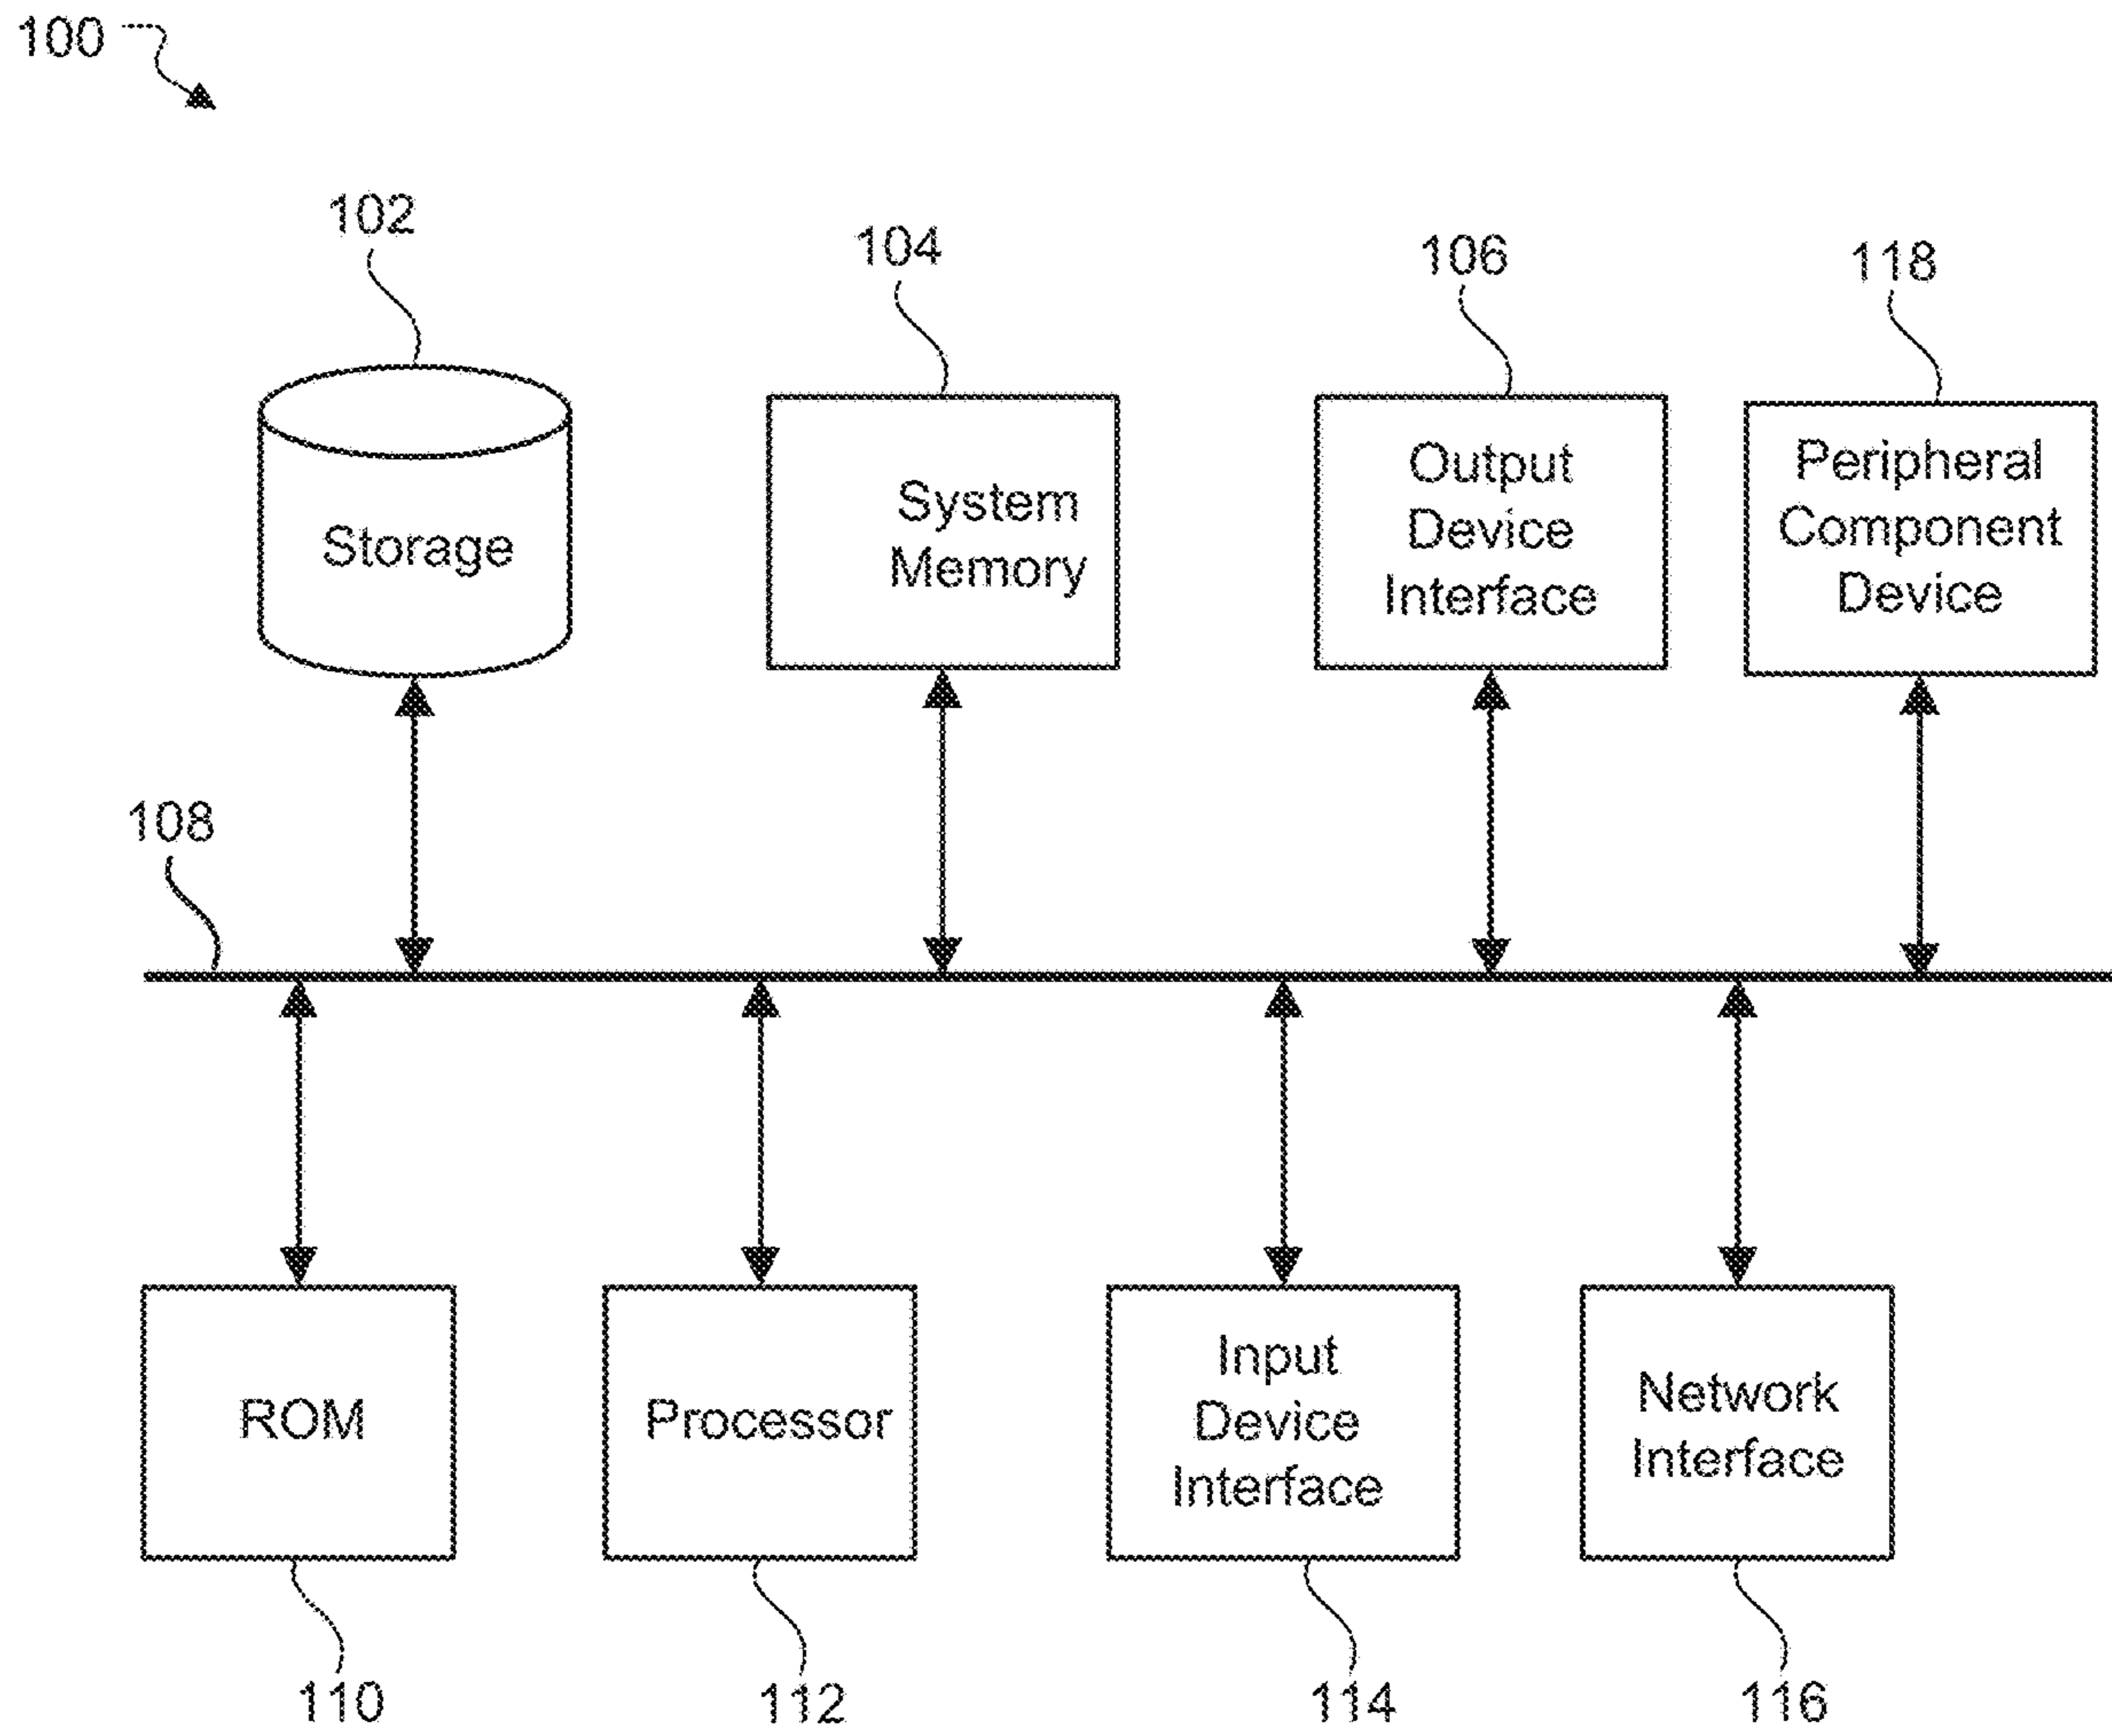 100
102
104
106
118
Storage
System
Memory
Output
Device
Interface
Peripheral
Component
Device
108
ROM
Processor
Input
Device
Interface
Network
Interface
110
112
114
116